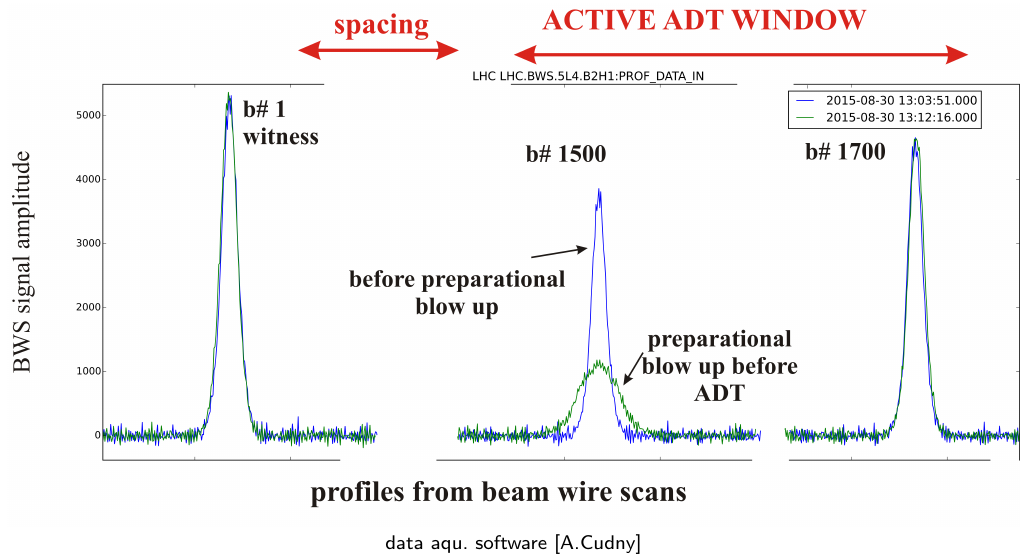 spacing
ACTIVE ADT WINDOW
LHC LHC.BWS.5L4.B2H1:PROF_DATA_IN
2015-08-30 13:03:51.000
2015-08-30 13:12:16.000
b# 1
witness
b# 1500
b# 1700
BWS signal amplitude
5000
4000
3000
2000
1000
0
before preparational
blow up
preparational
blow up before
ADT
profiles from beam wire scans
data aqu. software [A.Cudny]